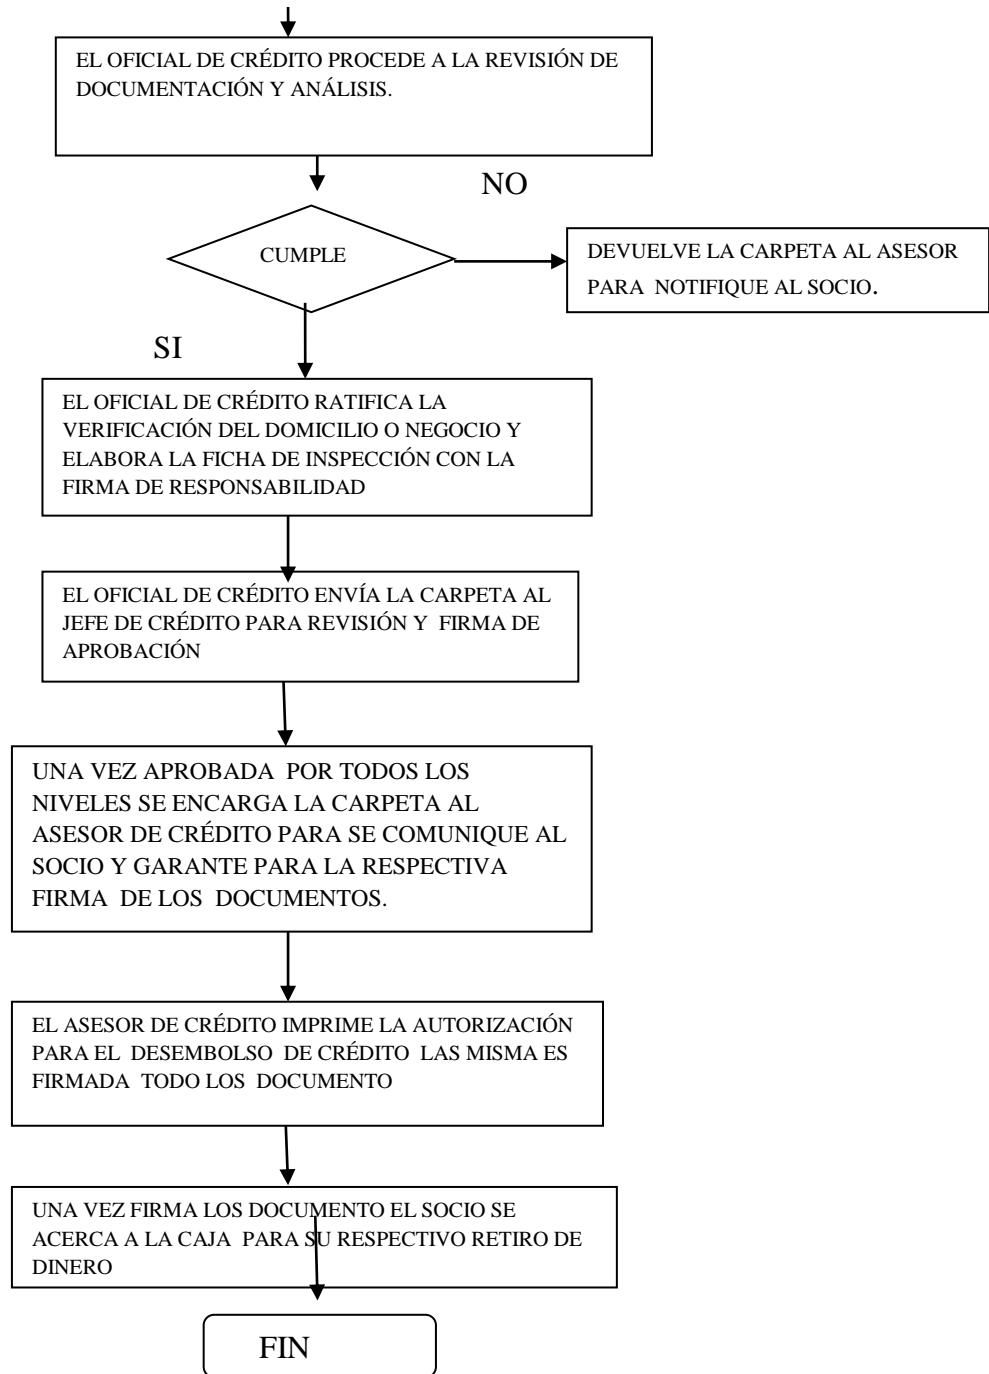 EL OFICIAL DE CRÉDITO PROCEDE A LA REVISIÓN DE
DOCUMENTACIÓN Y ANÁLISIS.
NO
CUMPLE
DEVUELVE LA CARPETA AL ASESOR
PARA NOTIFIQUE AL SOCIO.
SI
EL OFICIAL DE CRÉDITO RATIFICA LA
VERIFICACIÓN DEL DOMICILIO O NEGOCIO Y
ELABORA LA FICHA DE INSPECCIÓN CON LA
FIRMA DE RESPONSABILIDAD
EL OFICIAL DE CRÉDITO ENVÍA LA CARPETA AL
JEFE DE CRÉDITO PARA REVISIÓN Y FIRMA DE
APROBACIÓN
UNA VEZ APROBADA POR TODOS LOS
NIVELES SE ENCARGA LA CARPETA AL
ASESOR DE CRÉDITO PARA SE COMUNIQUE AL
SOCIO Y GARANTE PARA LA RESPECTIVA
FIRMA DE LOS DOCUMENTOS.
EL ASESOR DE CRÉDITO IMPRIME LA AUTORIZACIÓN
PARA EL DESEMBOLSO DE CRÉDITO LAS MISMA ES
FIRMADA TODO LOS DOCUMENTO
UNA VEZ FIRMA LOS DOCUMENTO EL SOCIO SE
ACERCA A LA CAJA PARA SU RESPECTIVO RETIRO DE
DINERO
FIN